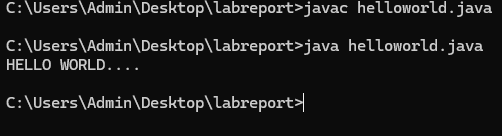 C:\Users\Admin\Desktop\labreport>javac helloworld.java
C:\Users\Admin\Desktop\labreport>java helloworld.java
HELLO WORLD....
C:\Users\Admin\Desktop\labreport>